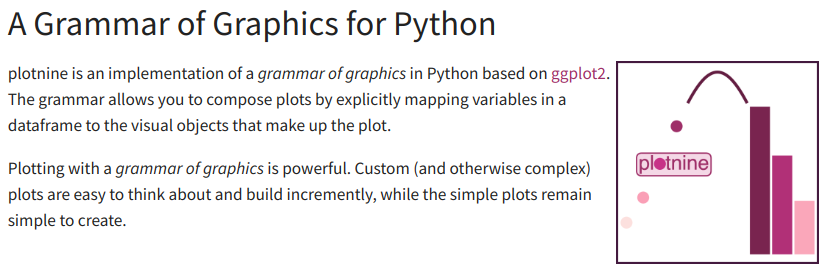 A Grammar of Graphics for Python
plotnine is an implementation of a grammar of graphics in Python based on ggplot2.
The grammar allows you to compose plots by explicitly mapping variables in a
dataframe to the visual objects that make up the plot.
Plotting with a grammar of graphics is powerful. Custom (and otherwise complex)
plots are easy to think about and build incremently, while the simple plots remain
simple to create.
plotnine